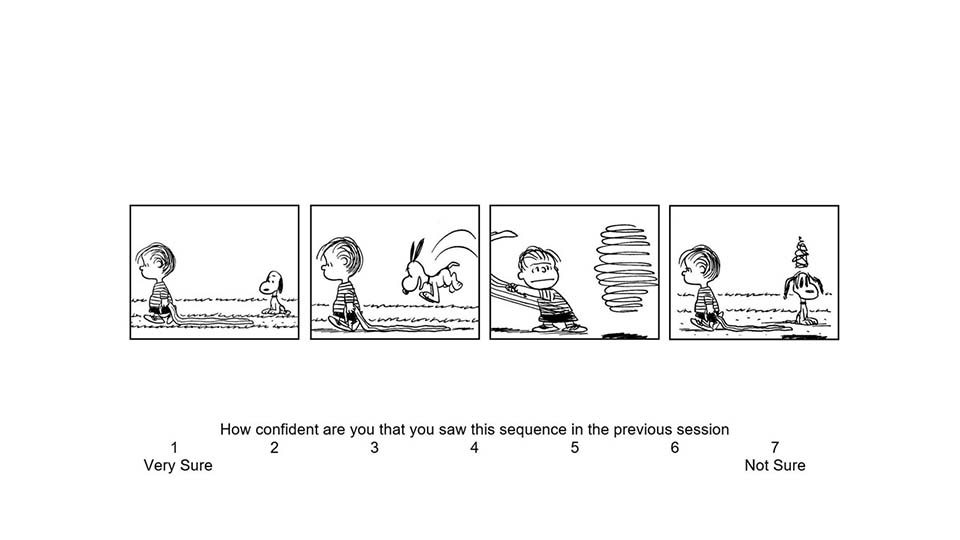 How confident are you that you saw this sequence in the previous session
1 2 3 4 5 6 7
Very Sure Not Sure